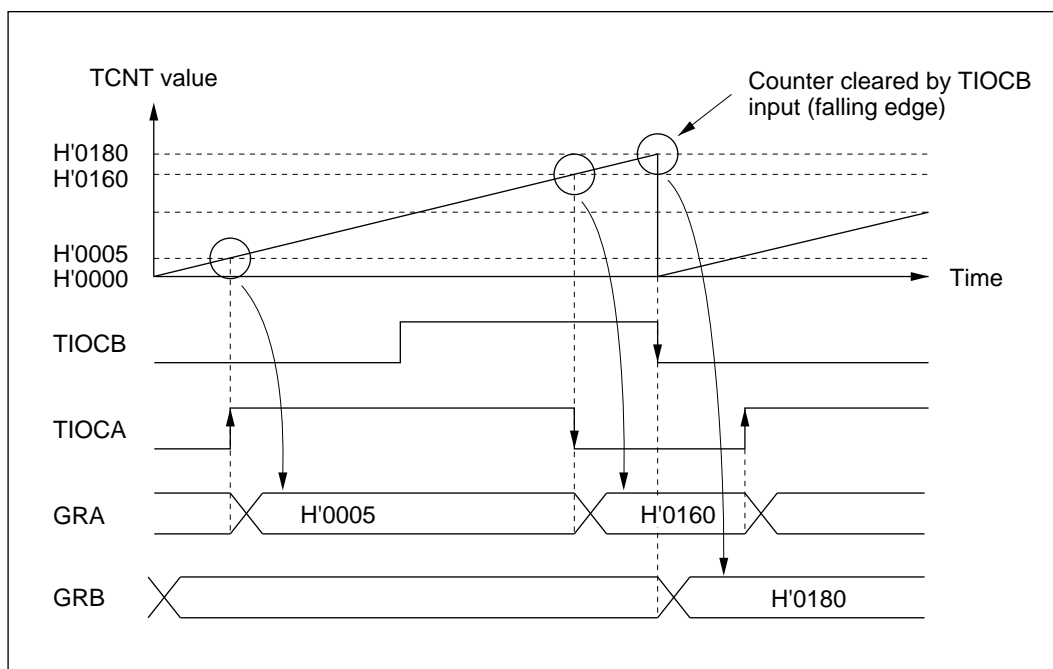 TCNT value
Counter cleared by TIOCB
input (falling edge)
H'0180
H'0160
H'0005
H'0000
Time
TIOCB
TIOCA
GRA
H'0005
H'0160
GRB
H'0180